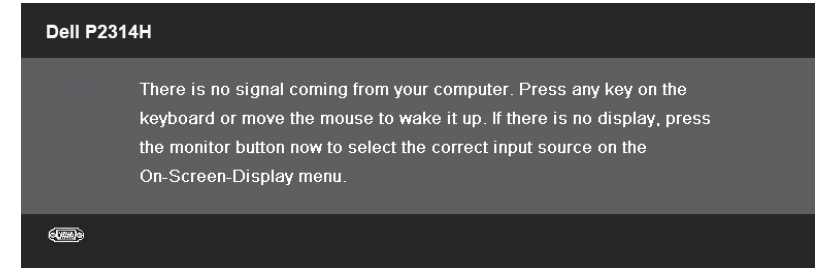 Dell P2314H
There is no signal coming from your computer. Press any key on the
keyboard or move the mouse to wake it up. If there is no display, press
the monitor button now to select the correct input source on the
On-Screen-Display menu.